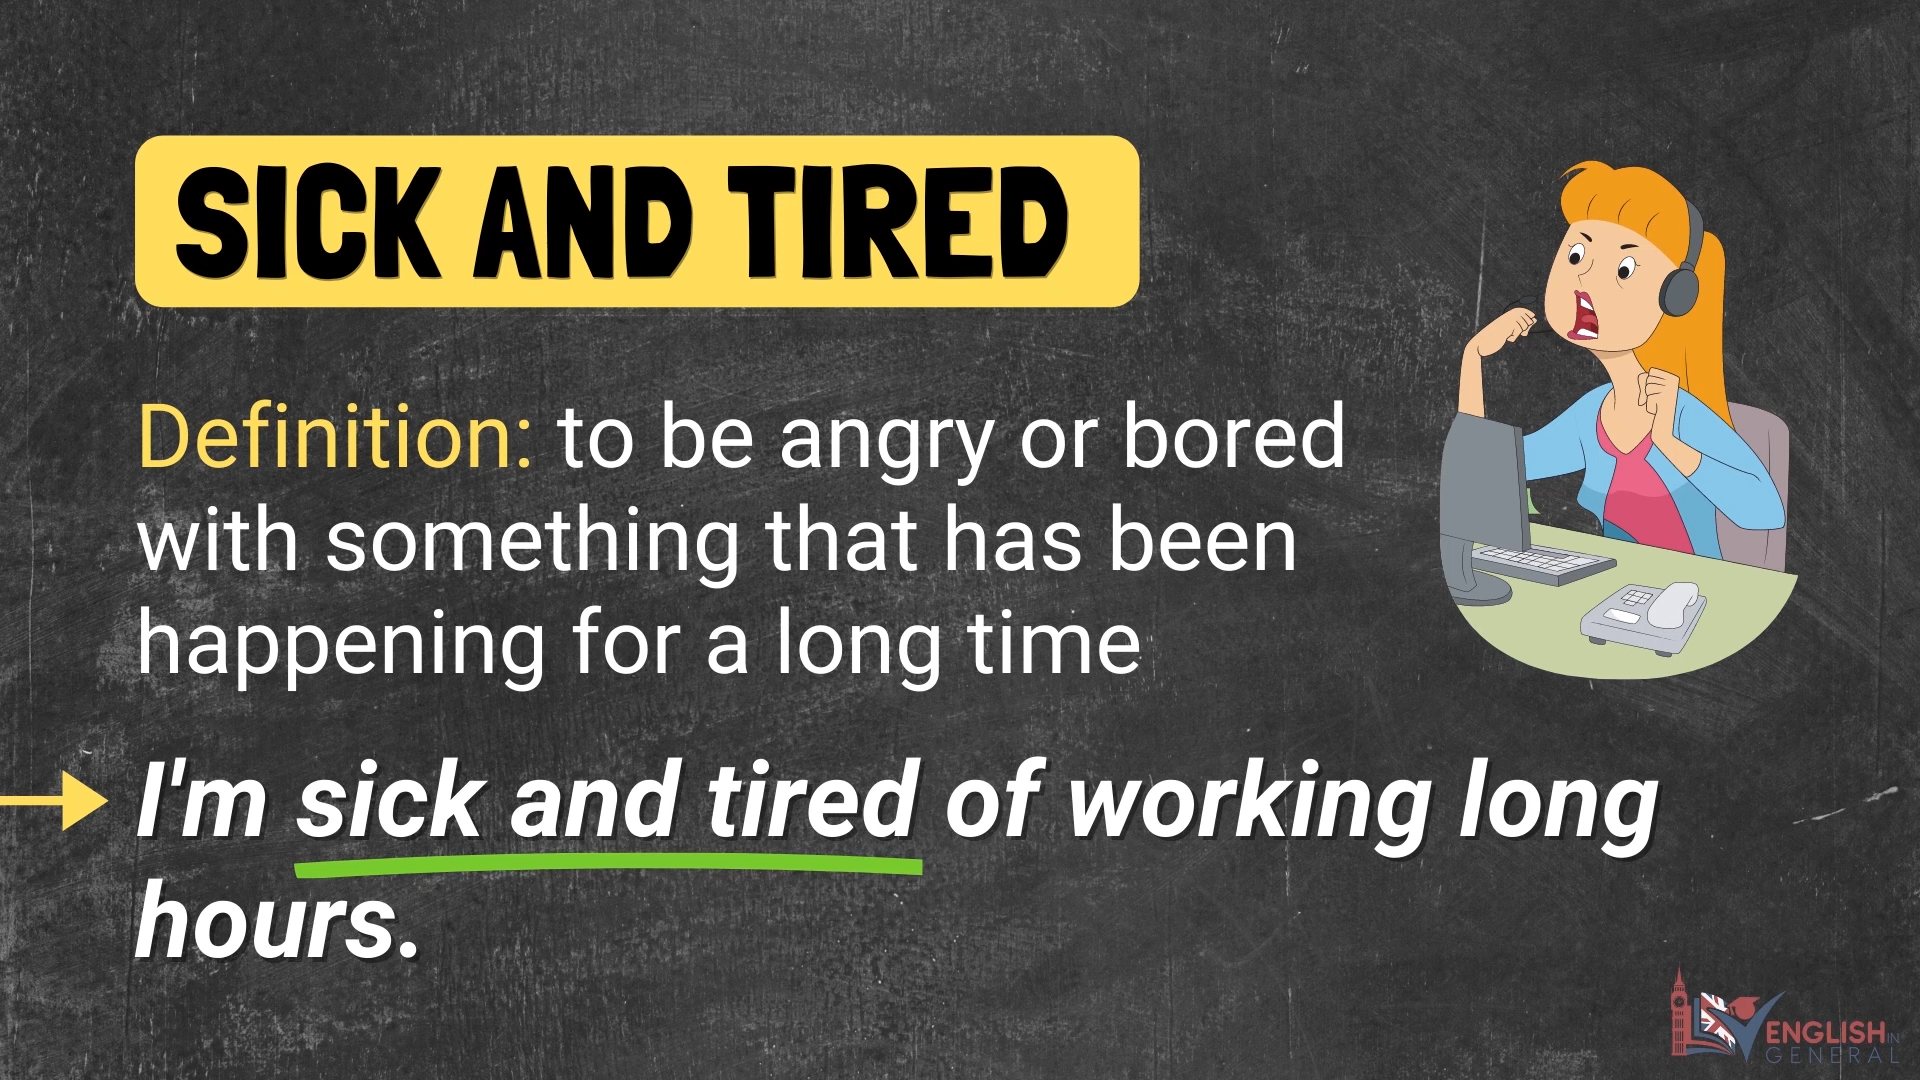 SICK AND TIRED
Definition: to be angry or bored
with something that has been
happening for a long time
I'm sick and tired of working long
hours.
ENGLISH IN
GENERAL